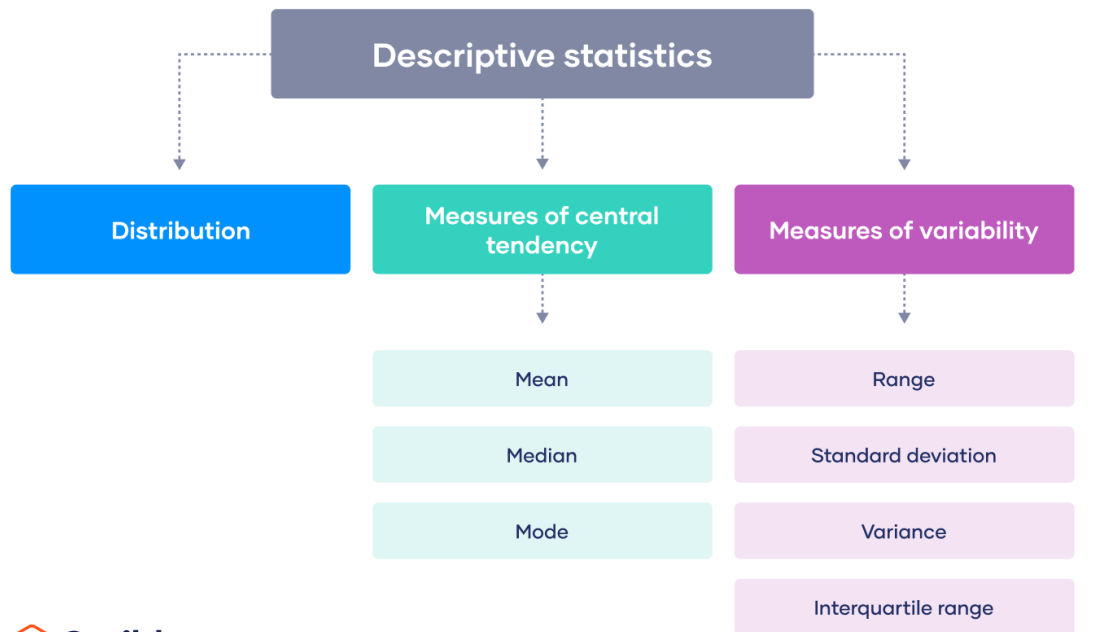 Descriptive statistics
Distribution
Measures of central
tendency
Measures of variability
Mean
Median
Mode
Range
Standard deviation
Variance
Interquartile range